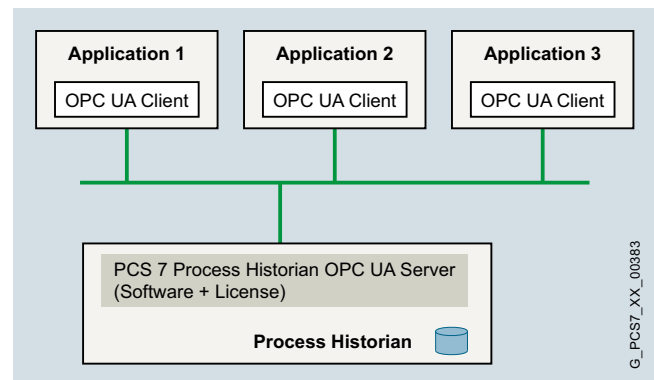 Application 1
OPC UA Client
Application 2
OPC UA Client
Application 3
OPC UA Client
PCS 7 Process Historian OPC UA Server
(Software + License)
Process Historian
G_PCS7_XX_00383